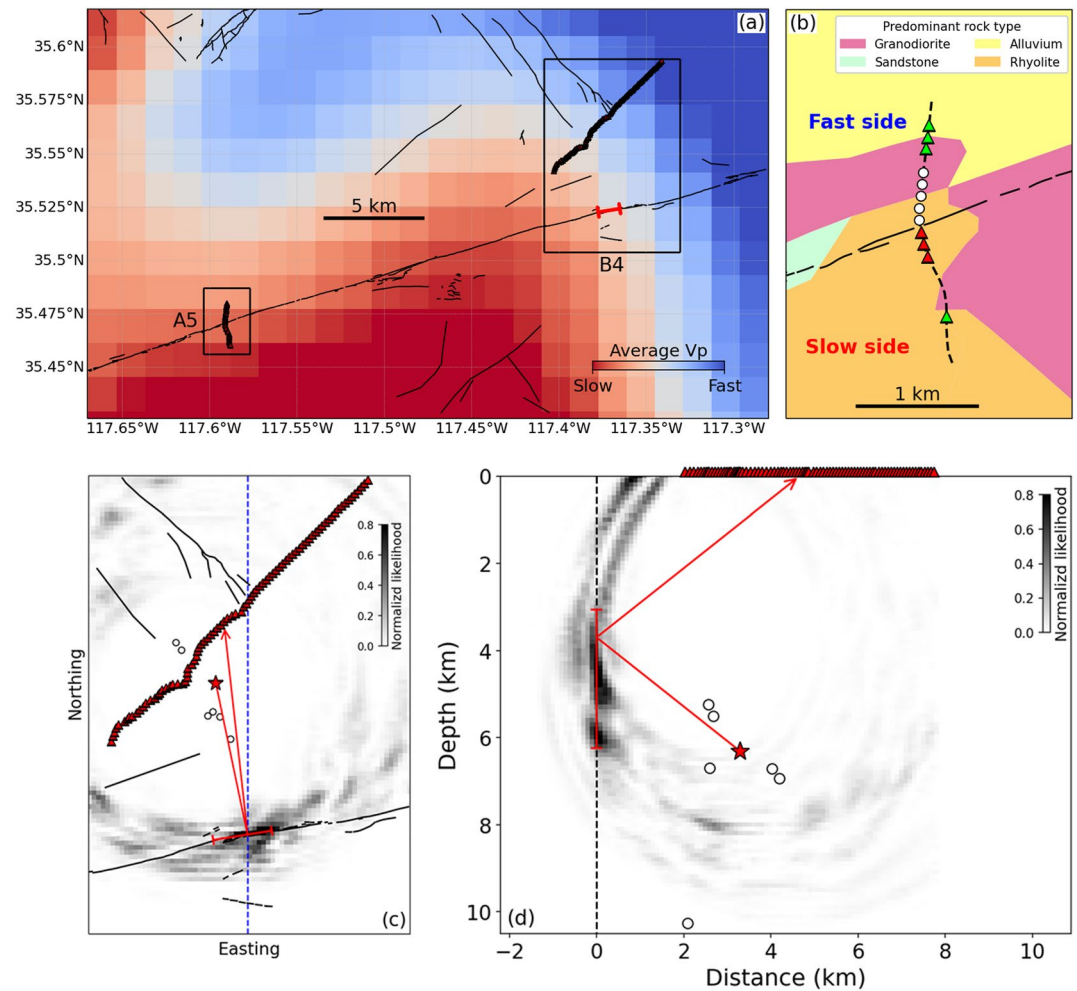 (a)
35.6°N
35.575°N
35.55°N
35.525°N
35.5°N
35.475°N
35.45°N
5 km
B4
A5
Average Vp
Slow
Fast
117.65°W
117.6°W
117.55°W
117.5°W
117.45°W
117.4°W
117.35°W
117.3°W
(b)
Predominant rock type
Granodiorite
Alluvium
Sandstone
Rhyolite
Fast side
Slow side
1 km
Northing
0.8
0.6
0.4
0.2
0.0
Normalizd likelihood
(c)
Easting
0
2
4
6
8
10
Depth (km)
0.8
0.6
0.4
0.2
0.0
Normalizd likelihood
(d)
−2
0
2
4
6
8
10
Distance (km)